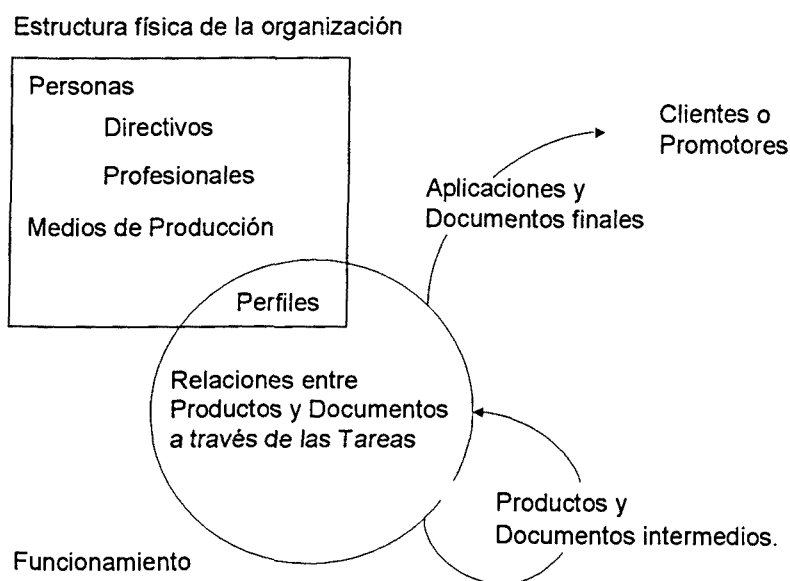 Estructura física de la organización
Personas
Directivos
Profesionales
Medios de Producción
Perfiles
Clientes o
Promotores
Aplicaciones y
Documentos finales
Relaciones entre
Productos y Documentos
a través de las Tareas
Productos y
Documentos intermedios.
Funcionamiento